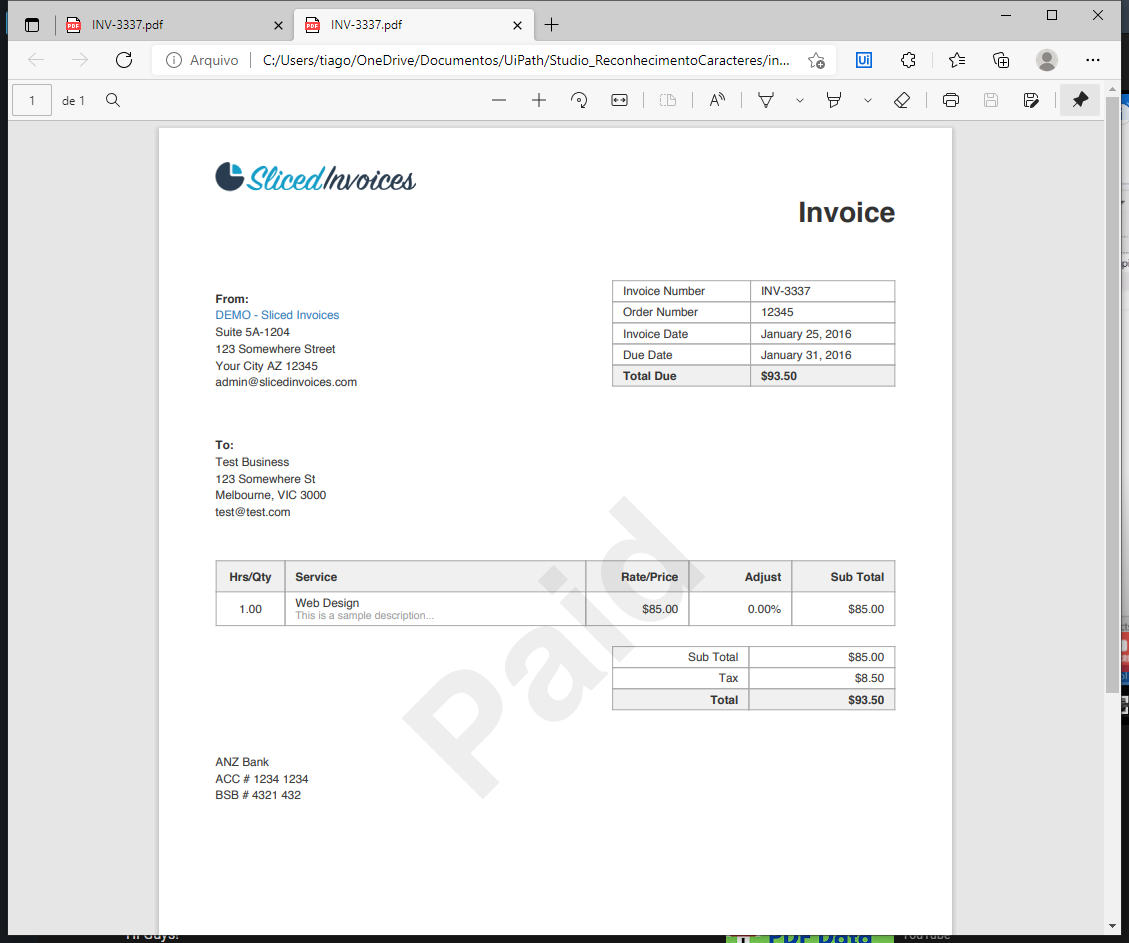 INV-3337.pdf
INV-3337.pdf
Arquivo C:/Users/tiago/OneDrive/Documentos/UiPath/Studio_ReconhecimentoCaracteres/in...
Ui
1 de 1
Sliced Invoices
Invoice
From:
DEMO - Sliced Invoices
Suite 5A-1204
123 Somewhere Street
Your City AZ 12345
admin@slicedinvoices.com
Invoice Number INV-3337
Order Number 12345
Invoice Date January 25, 2016
Due Date January 31, 2016
Total Due $93.50
To:
Test Business
123 Somewhere St
Melbourne, VIC 3000
test@test.com
Paid
Hrs/Qty Service Rate/Price Adjust Sub Total
1.00 Web Design $85.00 0.00% $85.00
This is a sample description...
Sub Total $85.00
Tax $8.50
Total $93.50
ANZ Bank
ACC # 1234 1234
BSB # 4321 432